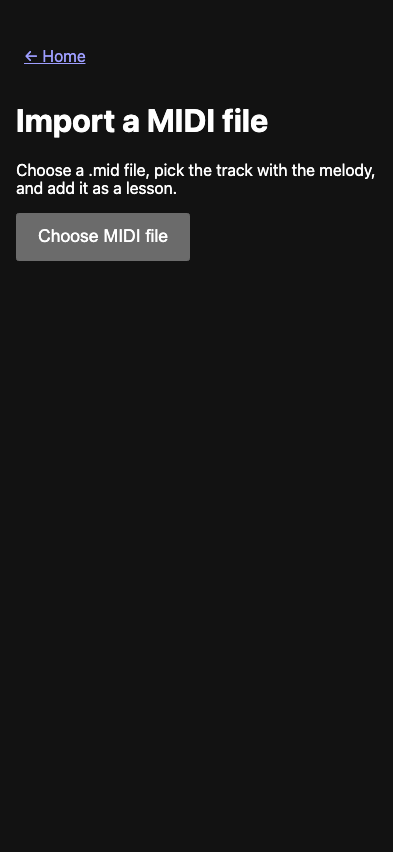 ← Home
Import a MIDI file
Choose a .mid file, pick the track with the melody,
and add it as a lesson.
Choose MIDI file